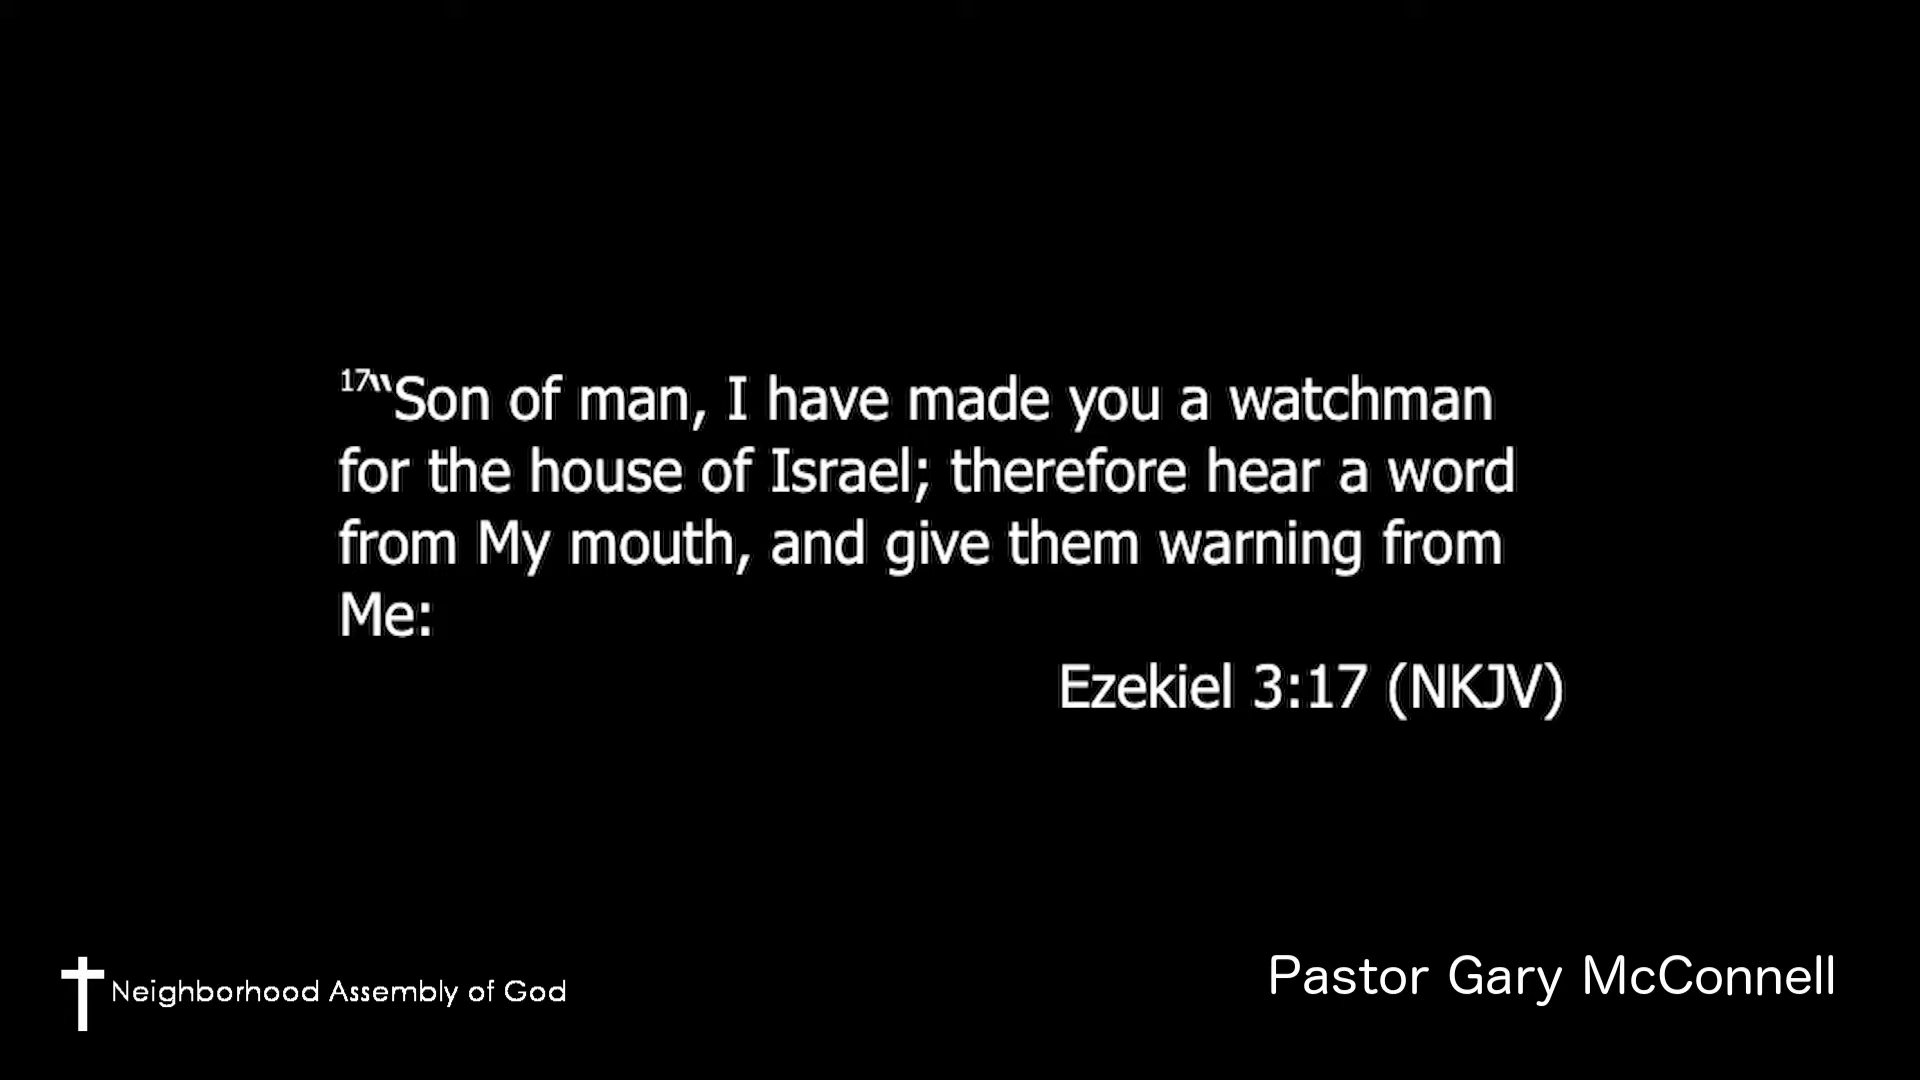 17“Son of man, I have made you a watchman
for the house of Israel; therefore hear a word
from My mouth, and give them warning from
Me:
Ezekiel 3:17 (NKJV)
Neighborhood Assembly of God
Pastor Gary McConnell